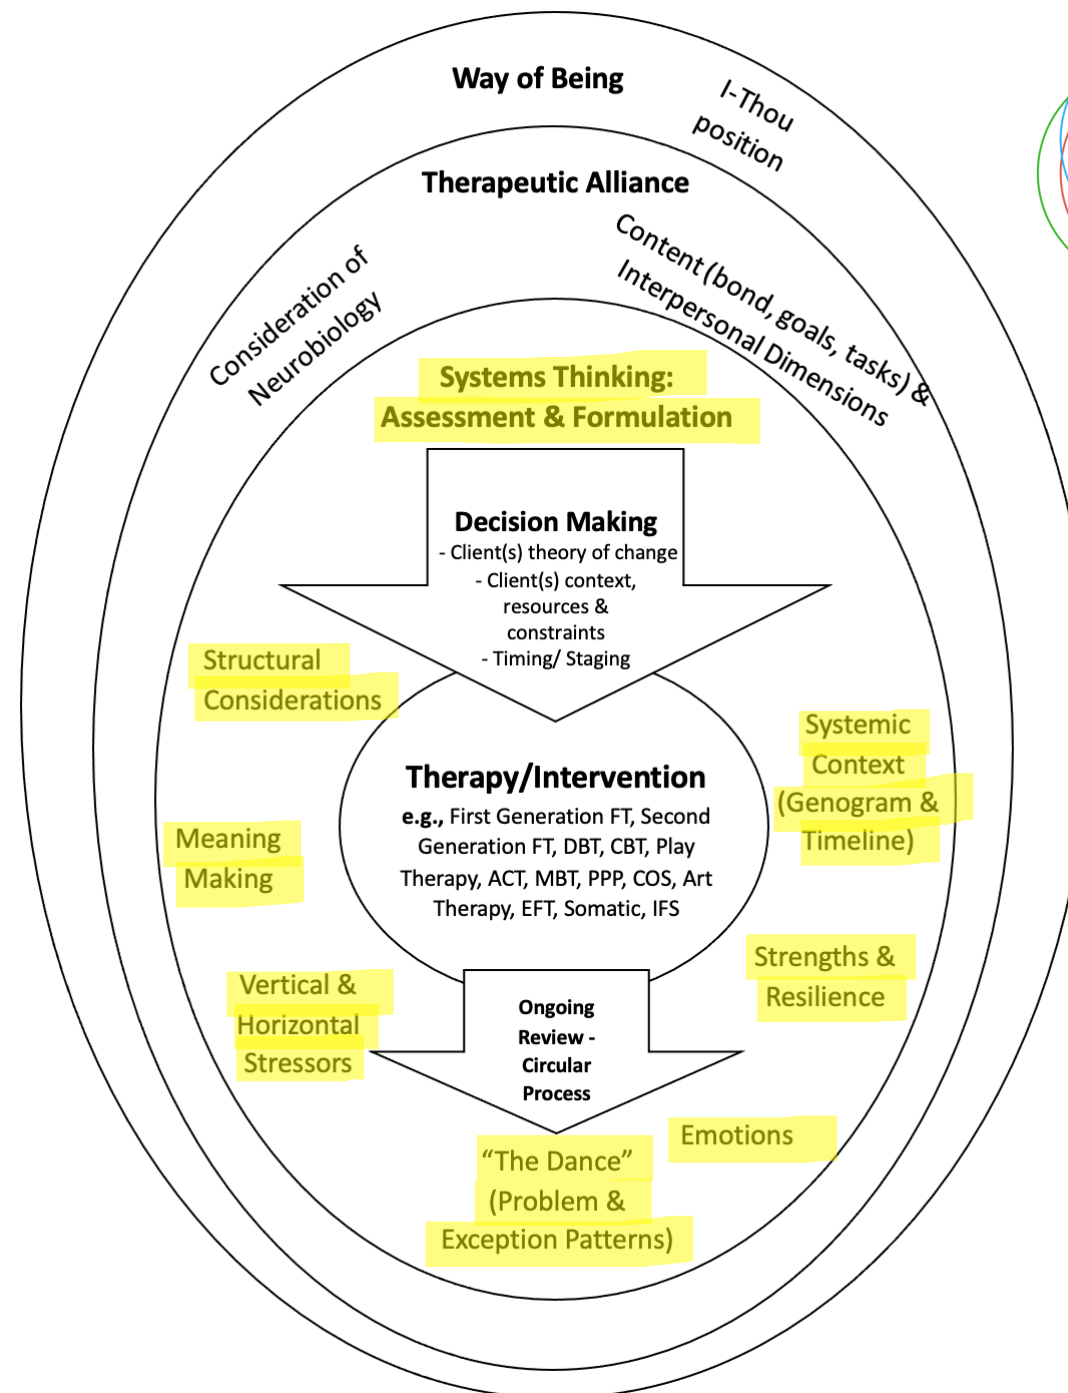 Way of Being
I-Thou
position
Therapeutic Alliance
Consideration of
Neurobiology
Content (bond, goals, tasks) &
Interpersonal Dimensions
Systems Thinking:
Assessment & Formulation
Decision Making
- Client(s) theory of change
- Client(s) context,
resources &
constraints
- Timing/ Staging
Structural
Considerations
Systemic
Context
(Genogram &
Timeline)
Therapy/Intervention
e.g., First Generation FT, Second
Generation FT, DBT, CBT, Play
Therapy, ACT, MBT, PPP, COS, Art
Therapy, EFT, Somatic, IFS
Meaning
Making
Strengths &
Resilience
Vertical &
Horizontal
Stressors
Ongoing
Review -
Circular
Process
Emotions
“The Dance”
(Problem &
Exception Patterns)